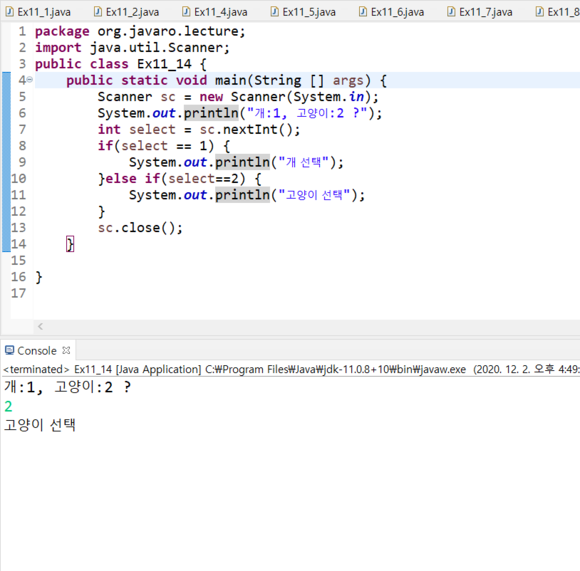 Ex11_1.java Ex11_2.java Ex11_4.java Ex11_5.java Ex11_6.java Ex11_7.java Ex11_8
1 package org.javaro.lecture;
2 import java.util.Scanner;
3 public class Ex11_14 {
4 public static void main(String [] args) {
5 Scanner sc = new Scanner(System.in);
6 System.out.println("개:1, 고양이:2 ?");
7 int select = sc.nextInt();
8 if(select == 1) {
9 System.out.println("개 선택");
10 }else if(select==2) {
11 System.out.println("고양이 선택");
12 }
13 sc.close();
14 }
15
16 }
17
Console
<terminated> Ex11_14 [Java Application] C:₩Program Files₩Java₩jdk-11.0.8+10₩bin₩javaw.exe (2020. 12. 2. 오후 4:49:
개:1, 고양이:2 ?
2
고양이 선택